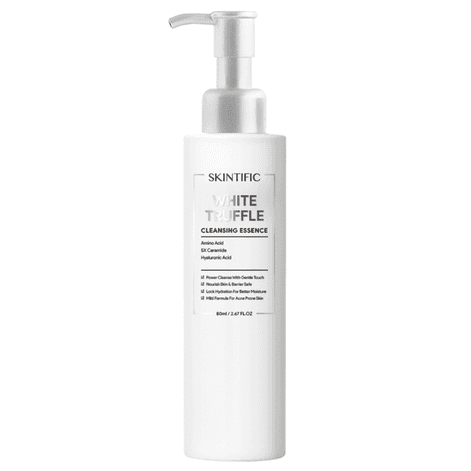 SKINTIFIC
WHITE
TRUFFLE
CLEANSING ESSENCE
Amino Acid
5X Ceramide
Hyaluronic Acid
Power Cleanse With Gentle Touch
Nourish Skin & Barrier Safe
Lock Hydration For Better Moisture
Mild Formula For Acne Prone Skin
80ml / 2.67 FL.OZ